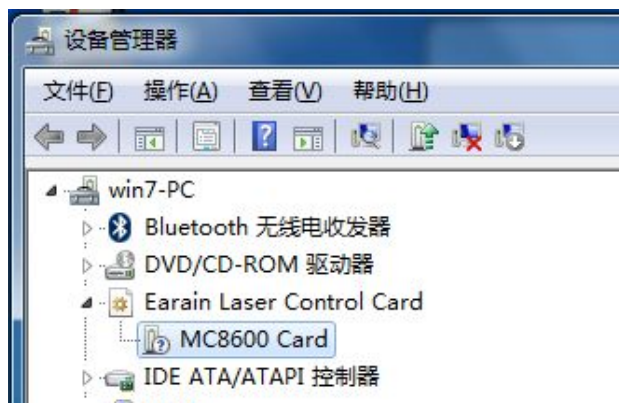 设备管理器
文件(F) 操作(A) 查看(V) 帮助(H)
win7-PC
Bluetooth 无线电收发器
DVD/CD-ROM 驱动器
Earain Laser Control Card
MC8600 Card
IDE ATA/ATAPI 控制器